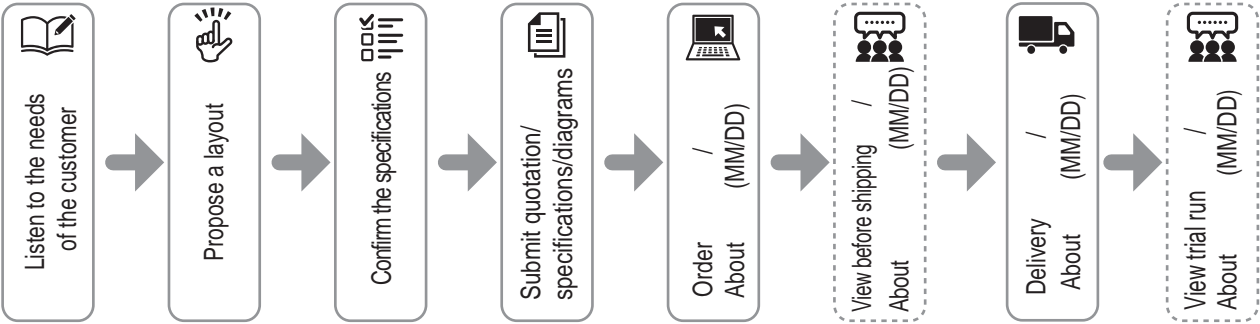 Listen to the needs
of the customer
Propose a layout
Confirm the specifications
Submit quotation/
specifications/diagrams
Order /
About (MM/DD)
View before shipping /
About (MM/DD)
Delivery /
About (MM/DD)
View trial run /
About (MM/DD)